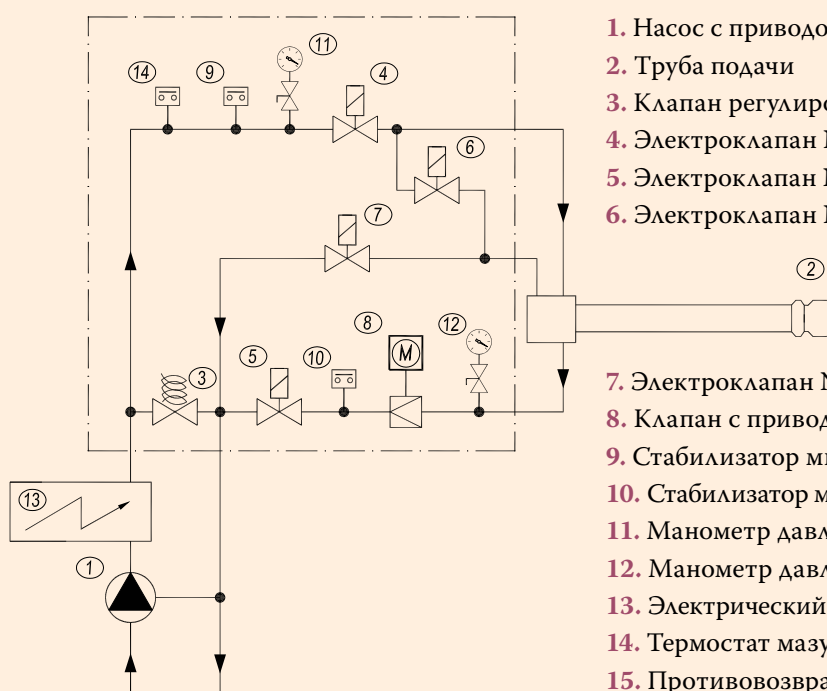 14
9
11
4
6
7
8
12
M
5
10
3
13
1
2
1. Насос с приводо
2. Труба подачи
3. Клапан регулиро
4. Электроклапан
5. Электроклапан
6. Электроклапан
7. Электроклапан
8. Клапан с привод
9. Стабилизатор ми
10. Стабилизатор м
11. Манометр давл
12. Манометр давл
13. Электрический
14. Термостат мазу
15. Противовозвра